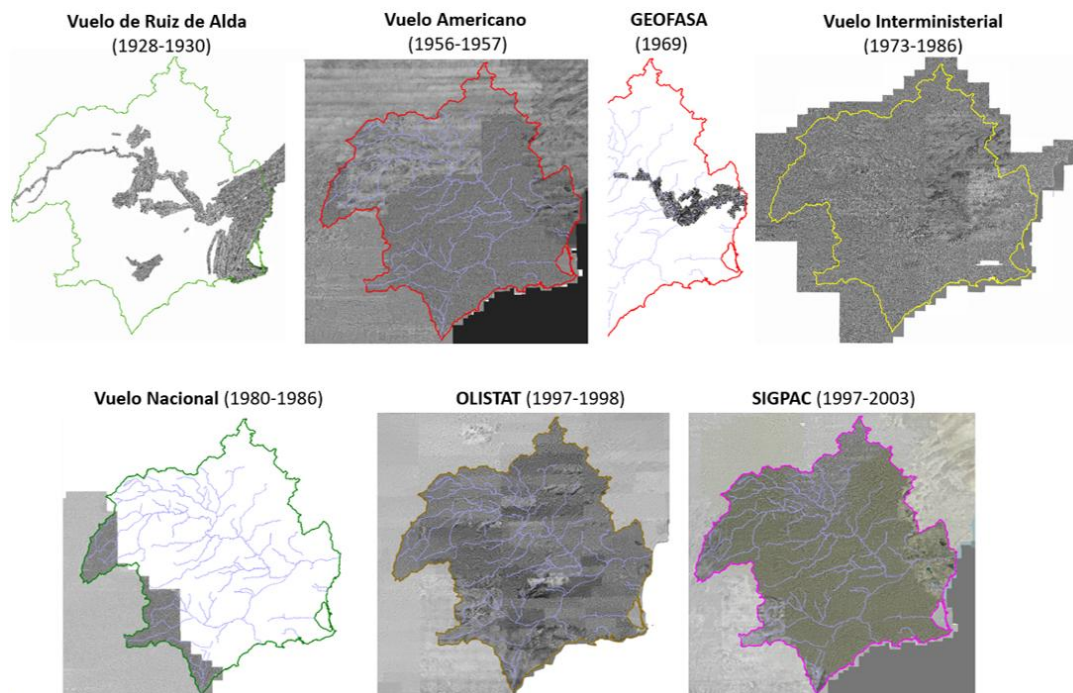 Vuelo de Ruiz de Alda
(1928-1930)
Vuelo Americano
(1956-1957)
GEOFASA
(1969)
Vuelo Interministerial
(1973-1986)
Vuelo Nacional (1980-1986)
OLISTAT (1997-1998)
SIGPAC (1997-2003)